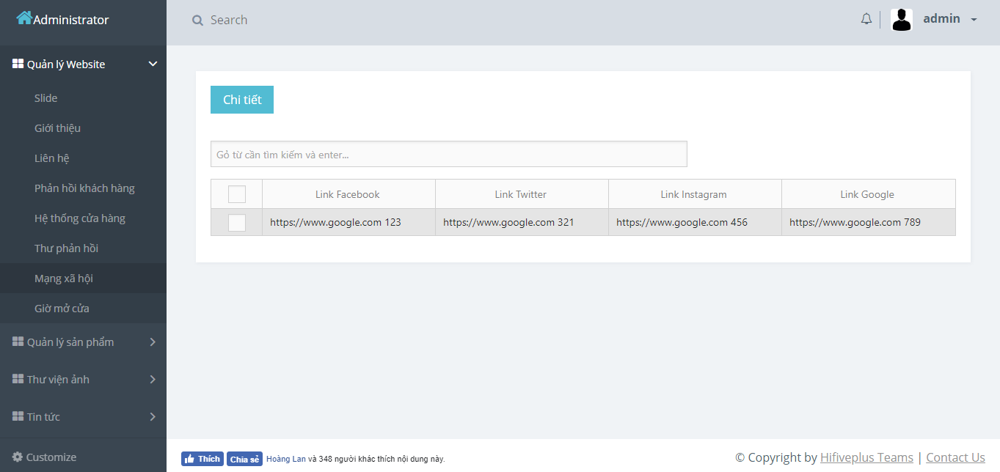 Administrator
Search
admin
Quản lý Website
Slide
Giới thiệu
Liên hệ
Phản hồi khách hàng
Hệ thống cửa hàng
Thư phản hồi
Mạng xã hội
Giờ mở cửa
Quản lý sản phẩm
Thư viện ảnh
Tin tức
Customize
Chi tiết
Gỏ từ cần tìm kiếm và enter...
Link Facebook Link Twitter Link Instagram Link Google
https://www.google.com 123 https://www.google.com 321 https://www.google.com 456 https://www.google.com 789
Thích Chia sẻ Hoàng Lan và 348 người khác thích nội dung này.
© Copyright by Hifiveplus Teams | Contact Us